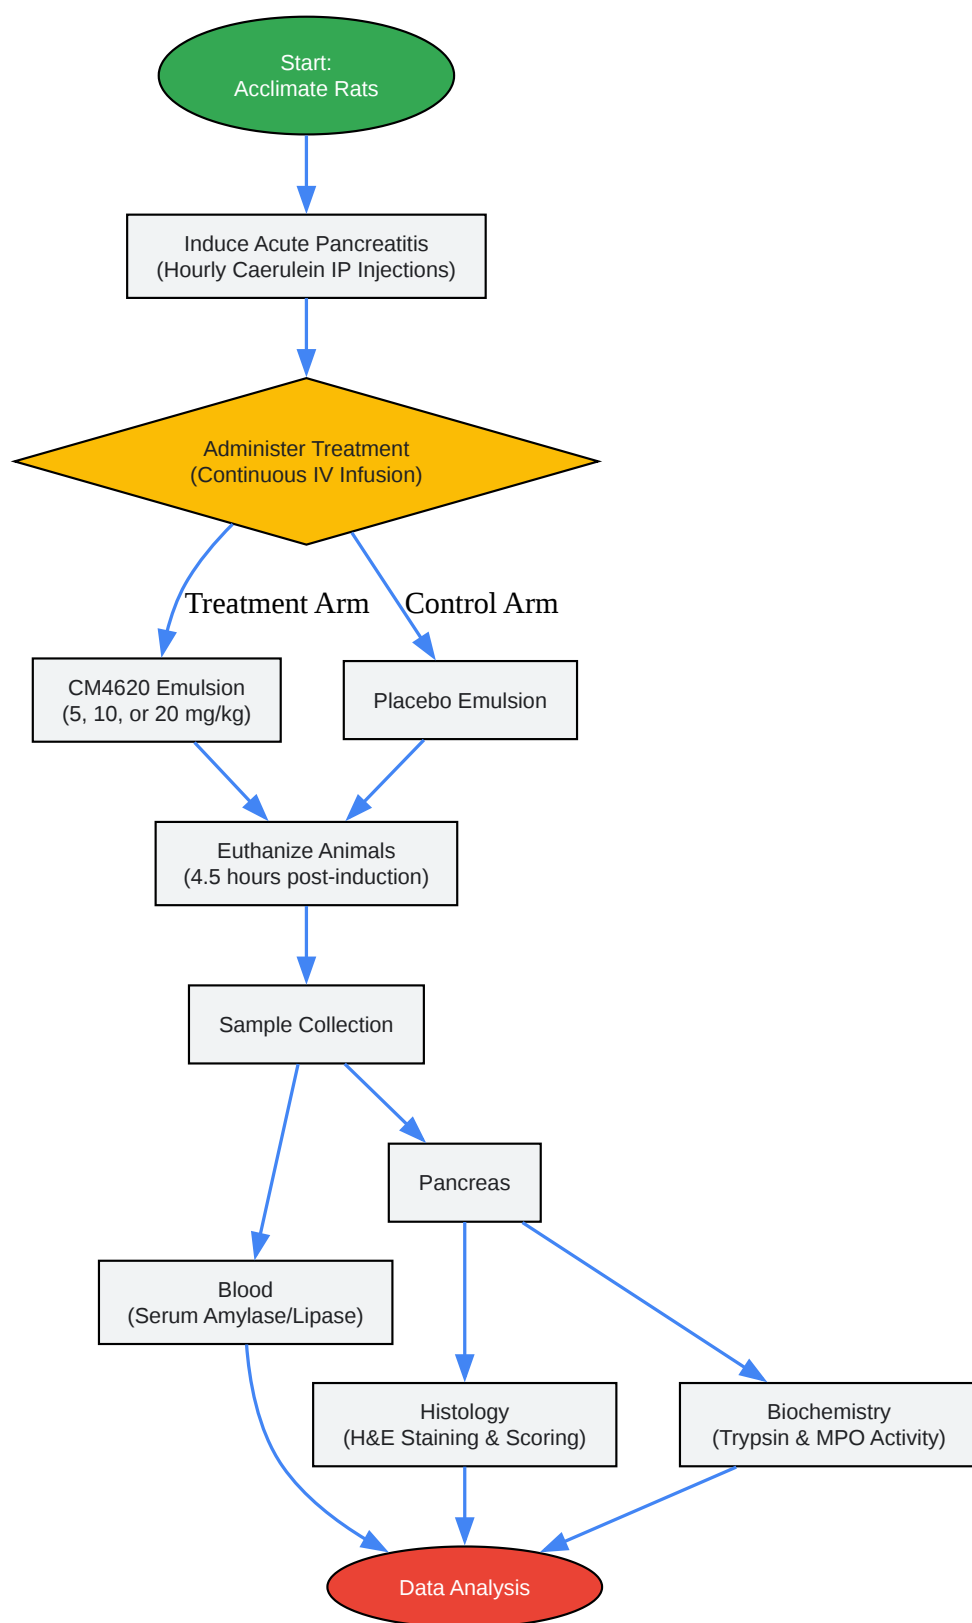 Start:
Acclimate Rats
Induce Acute Pancreatitis
(Hourly Caerulein IP Injections)
Administer Treatment
(Continuous IV Infusion)
Treatment Arm
Control Arm
CM4620 Emulsion
(5, 10, or 20 mg/kg)
Placebo Emulsion
Euthanize Animals
(4.5 hours post-induction)
Sample Collection
Pancreas
Blood
(Serum Amylase/Lipase)
Histology
(H&E Staining & Scoring)
Biochemistry
(Trypsin & MPO Activity)
Data Analysis